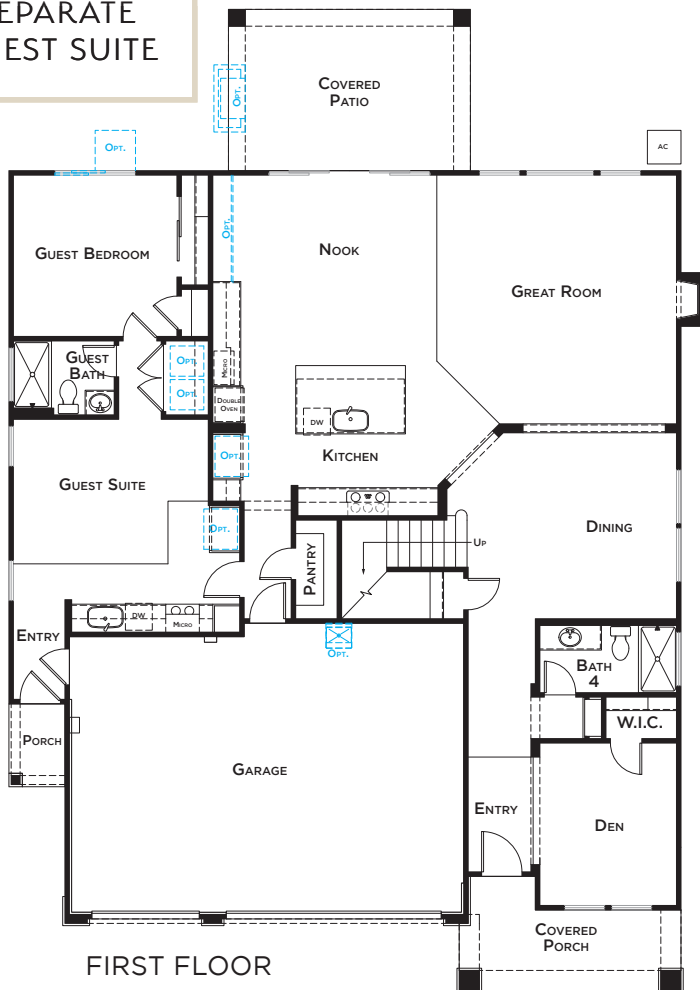 EPARATE
EST SUITE
COVERED
PATIO
OPT.
OPT.
AC
OPT.
GUEST BEDROOM
NOOK
GREAT ROOM
GUEST
BATH
OPT.
OPT.
MICRO
DOUBLE
OVEN
DW
KITCHEN
OPT.
GUEST SUITE
OPT.
DINING
UP
PANTRY
DW
MICRO
ENTRY
OPT.
BATH
4
W.I.C.
PORCH
GARAGE
ENTRY
DEN
COVERED
PORCH
FIRST FLOOR